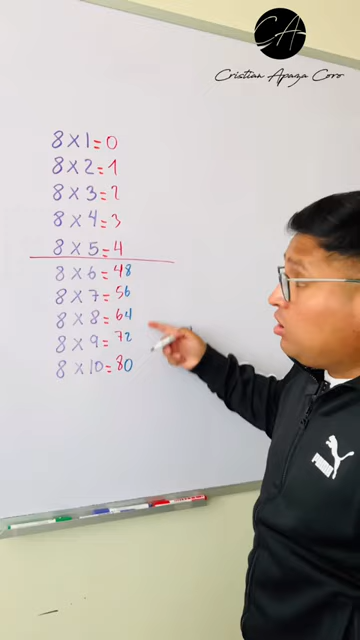 CA
Cristian Apaza Coro
8x1=0
8x2=1
8x3=2
8x4=3
8x5=4
8x6=48
8x7=56
8x8=64
8x9=72
8x10=80
PUMA